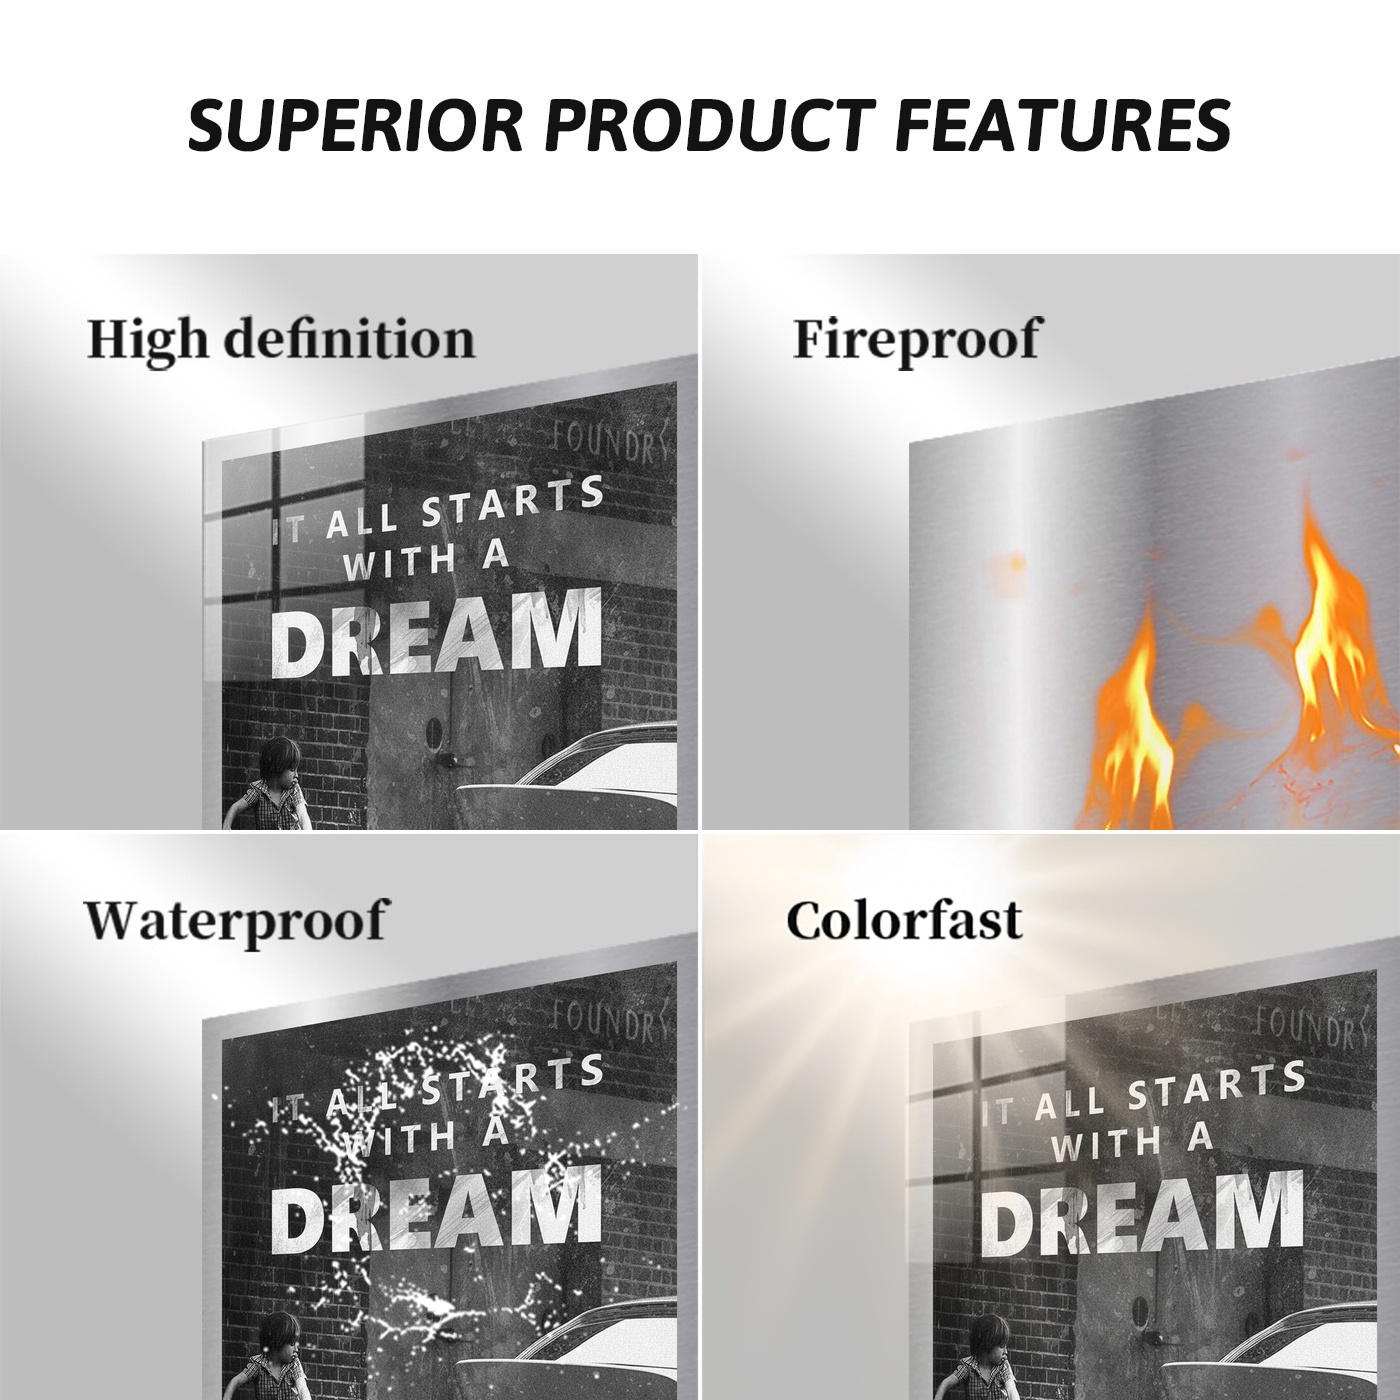 SUPERIOR PRODUCT FEATURES
High definition
FOUNDRY
IT ALL STARTS
WITH A
DREAM
Fireproof
Waterproof
FOUNDRY
IT ALL STARTS
WITH A
DREAM
Colorfast
FOUNDRY
IT ALL STARTS
WITH A
DREAM